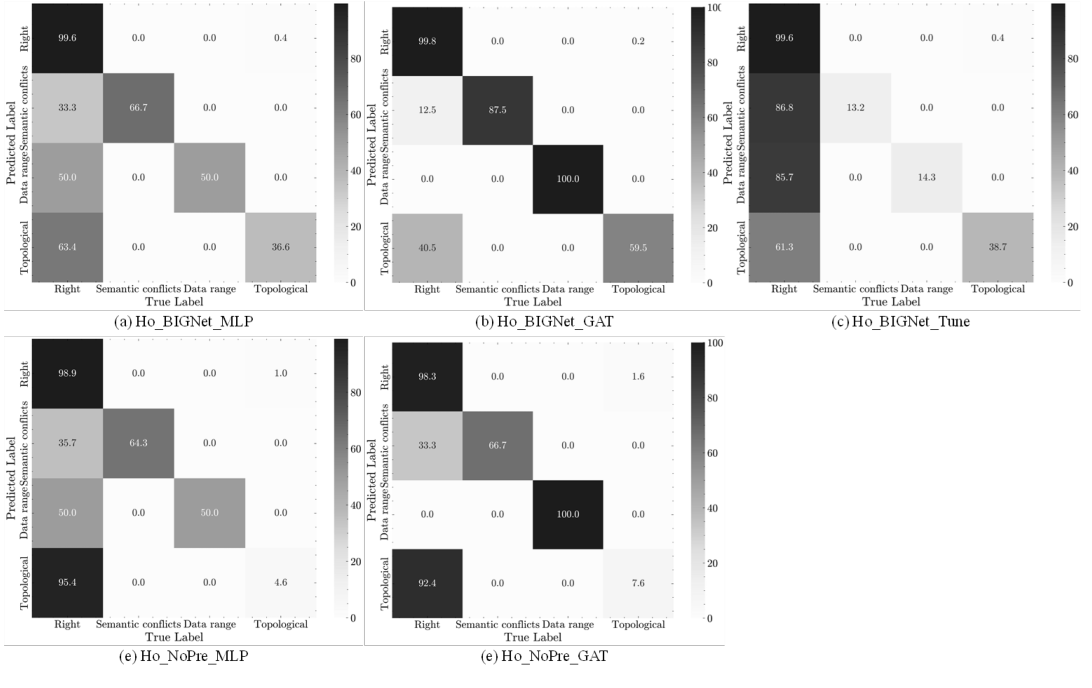 Predicted Label
Right
Semantic conflicts
Data range
Topological
99.6 0.0 0.0 0.4
33.3 66.7 0.0 0.0
50.0 0.0 50.0 0.0
63.4 0.0 0.0 36.6
Right Semantic conflicts Data range Topological
True Label
80
60
40
20
0
(a) Ho_BIGNet_MLP
Predicted Label
Right
Semantic conflicts
Data range
Topological
99.8 0.0 0.0 0.2
12.5 87.5 0.0 0.0
0.0 0.0 100.0 0.0
40.5 0.0 0.0 59.5
Right Semantic conflicts Data range Topological
True Label
100
80
60
40
20
0
(b) Ho_BIGNet_GAT
Predicted Label
Right
Semantic conflicts
Data range
Topological
99.6 0.0 0.0 0.4
86.8 13.2 0.0 0.0
85.7 0.0 14.3 0.0
61.3 0.0 0.0 38.7
Right Semantic conflicts Data range Topological
True Label
80
60
40
20
0
(c) Ho_BIGNet_Tune
Predicted Label
Right
Semantic conflicts
Data range
Topological
98.9 0.0 0.0 1.0
35.7 64.3 0.0 0.0
50.0 0.0 50.0 0.0
95.4 0.0 0.0 4.6
Right Semantic conflicts Data range Topological
True Label
80
60
40
20
0
(e) Ho_NoPre_MLP
Predicted Label
Right
Semantic conflicts
Data range
Topological
98.3 0.0 0.0 1.6
33.3 66.7 0.0 0.0
0.0 0.0 100.0 0.0
92.4 0.0 0.0 7.6
Right Semantic conflicts Data range Topological
True Label
100
80
60
40
20
0
(e) Ho_NoPre_GAT